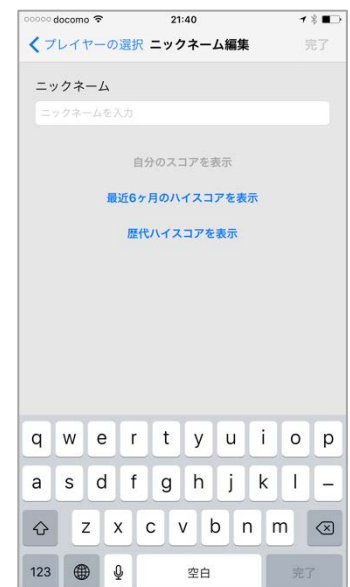 docomo 21:40
プレイヤーの選択 ニックネーム編集 完了
ニックネーム
ニックネームを入力
自分のスコアを表示
最近6ヶ月のハイスコアを表示
歴代ハイスコアを表示
q w e r t y u i o p
a s d f g h j k l ー
z x c v b n m
123 空白 完了